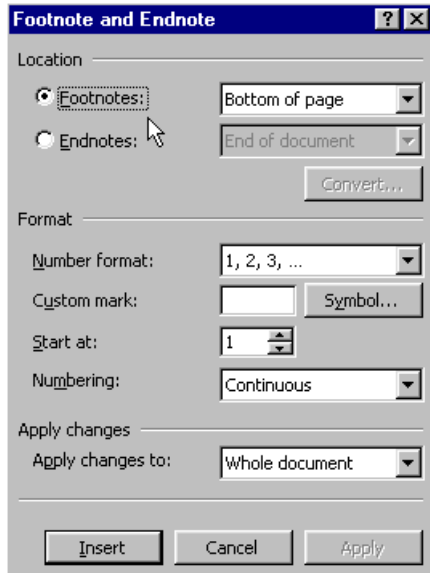 Footnote and Endnote
Location
Footnotes: Bottom of page
Endnotes: End of document
Convert...
Format
Number format: 1, 2, 3, ...
Custom mark: Symbol...
Start at: 1
Numbering: Continuous
Apply changes
Apply changes to: Whole document
Insert Cancel Apply